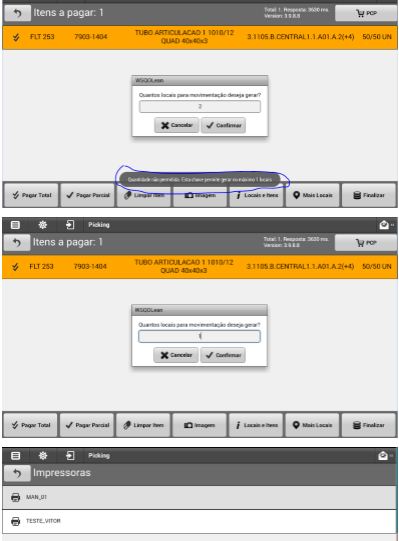 Itens a pagar: 1
Total: 1. Resposta: 3630 ms.
Version: 3.9.8.8
PCP
FLT 253
7903-1404
TUBO ARTICULACAO 1 1010/12
QUAD 40x40x3
3.1105.B.CENTRAL1.1.A01.A.2(+4)
50/50 UN
WSQOLean
Quantos locais para movimentação deseja gerar?
2
Cancelar
Confirmar
Quantidade não permitida. Esta chave permite gerar no máximo 1 locais
Pagar Total
Pagar Parcial
Limpar Item
Imagem
Locais e Itens
Mais Locais
Finalizar
Picking
Itens a pagar: 1
Total: 1. Resposta: 3630 ms.
Version: 3.9.8.8
PCP
FLT 253
7903-1404
TUBO ARTICULACAO 1 1010/12
QUAD 40x40x3
3.1105.B.CENTRAL1.1.A01.A.2(+4)
50/50 UN
WSQOLean
Quantos locais para movimentação deseja gerar?
1
Cancelar
Confirmar
Pagar Total
Pagar Parcial
Limpar Item
Imagem
Locais e Itens
Mais Locais
Finalizar
Picking
Impressoras
MAN_01
TESTE_VITOR